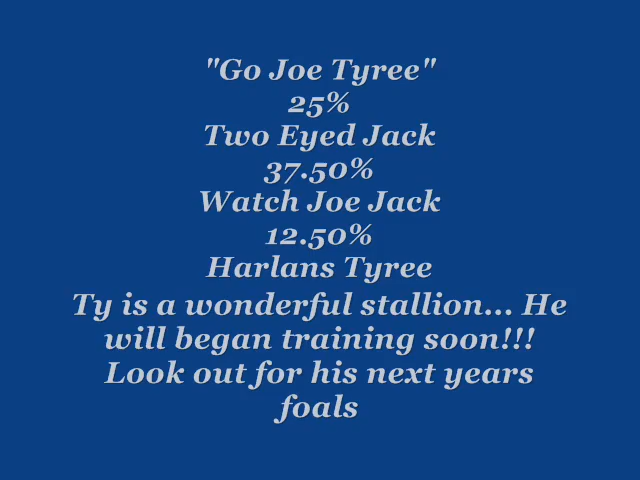 "Go Joe Tyree"
25%
Two Eyed Jack
37.50%
Watch Joe Jack
12.50%
Harlans Tyree
Ty is a wonderful stallion... He
will began training soon!!!
Look out for his next years
foals